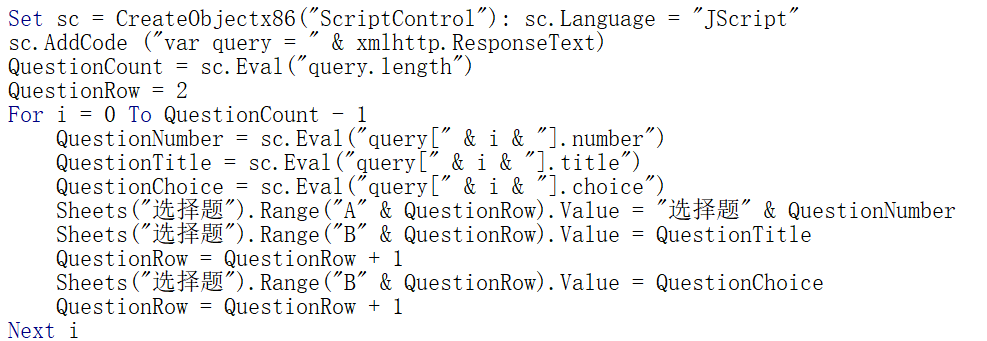 Set sc = CreateObjectx86("ScriptControl"): sc.Language = "JScript"
sc.AddCode ("var query = " & xmlhttp.ResponseText)
QuestionCount = sc.Eval("query.length")
QuestionRow = 2
For i = 0 To QuestionCount - 1
    QuestionNumber = sc.Eval("query[" & i & "].number")
    QuestionTitle = sc.Eval("query[" & i & "].title")
    QuestionChoice = sc.Eval("query[" & i & "].choice")
    Sheets("选择题").Range("A" & QuestionRow).Value = "选择题" & QuestionNumber
    Sheets("选择题").Range("B" & QuestionRow).Value = QuestionTitle
    QuestionRow = QuestionRow + 1
    Sheets("选择题").Range("B" & QuestionRow).Value = QuestionChoice
    QuestionRow = QuestionRow + 1
Next i